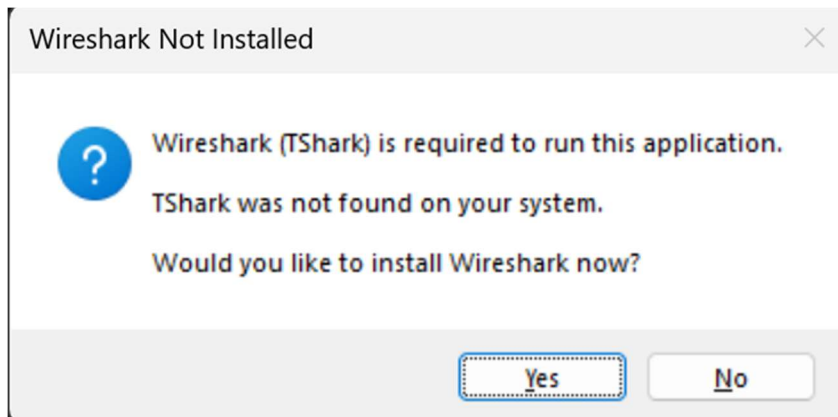 Wireshark Not Installed
Wireshark (TShark) is required to run this application.
TShark was not found on your system.
Would you like to install Wireshark now?
Yes
No